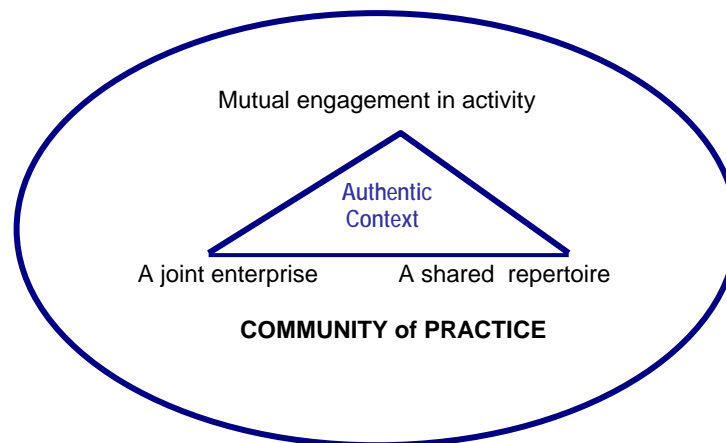 Mutual engagement in activity
Authentic
Context
A joint enterprise
A shared repertoire
COMMUNITY of PRACTICE